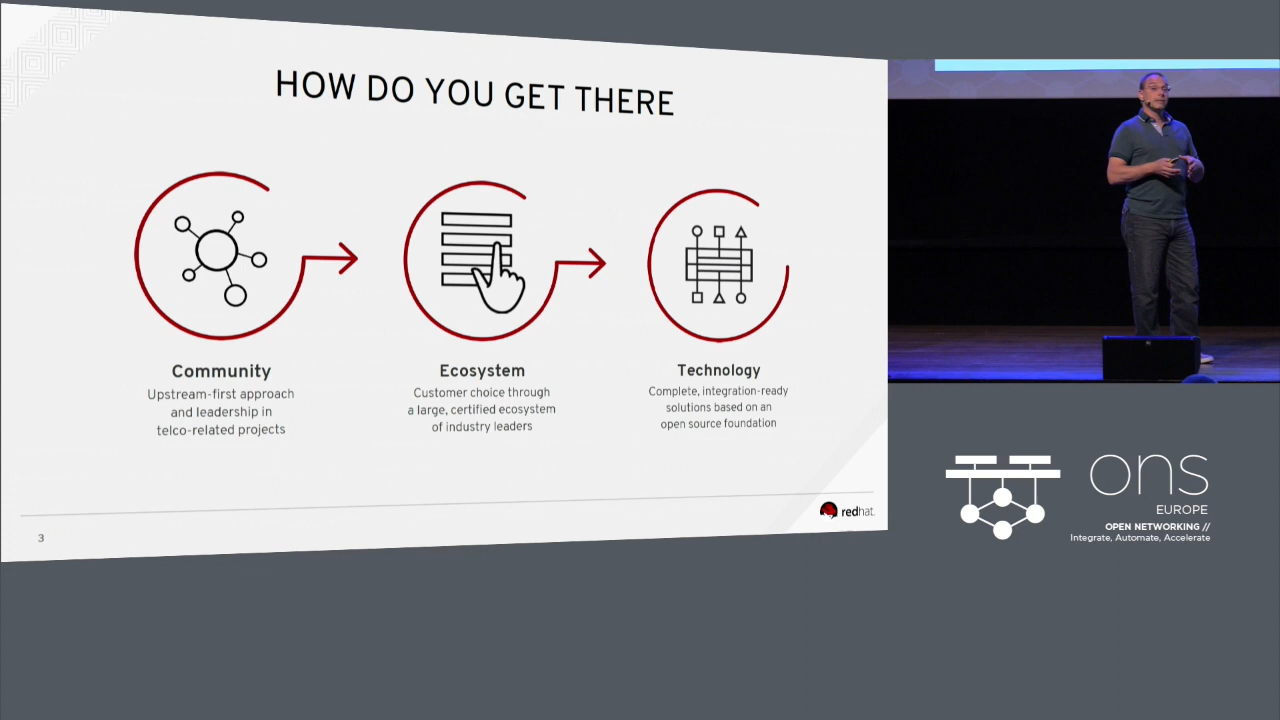 HOW DO YOU GET THERE
Community
Upstream-first approach
and leadership in
telco-related projects
Ecosystem
Customer choice through
a large, certified ecosystem
of industry leaders
Technology
Complete, integration-ready
solutions based on an
open source foundation
3
redhat.
ons
EUROPE
OPEN NETWORKING //
Integrate, Automate, Accelerate